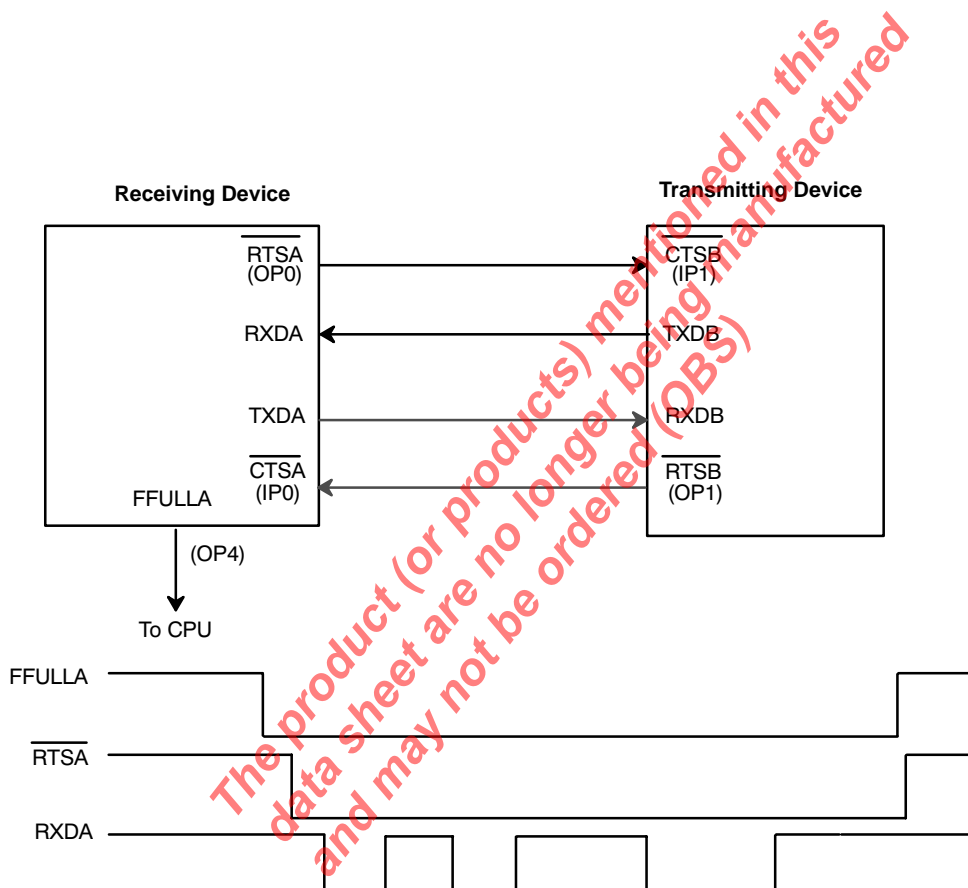 The product (or products) mentioned in this
data sheet are no longer being manufactured
and may not be ordered (OBS)
Receiving Device
Transmitting Device
RTSA
(OP0)
CTSB
(IP1)
RXDA
TXDB
TXDA
RXDB
CTSA
(IP0)
RTSB
(OP1)
FFULLA
(OP4)
To CPU
FFULLA
RTSA
RXDA